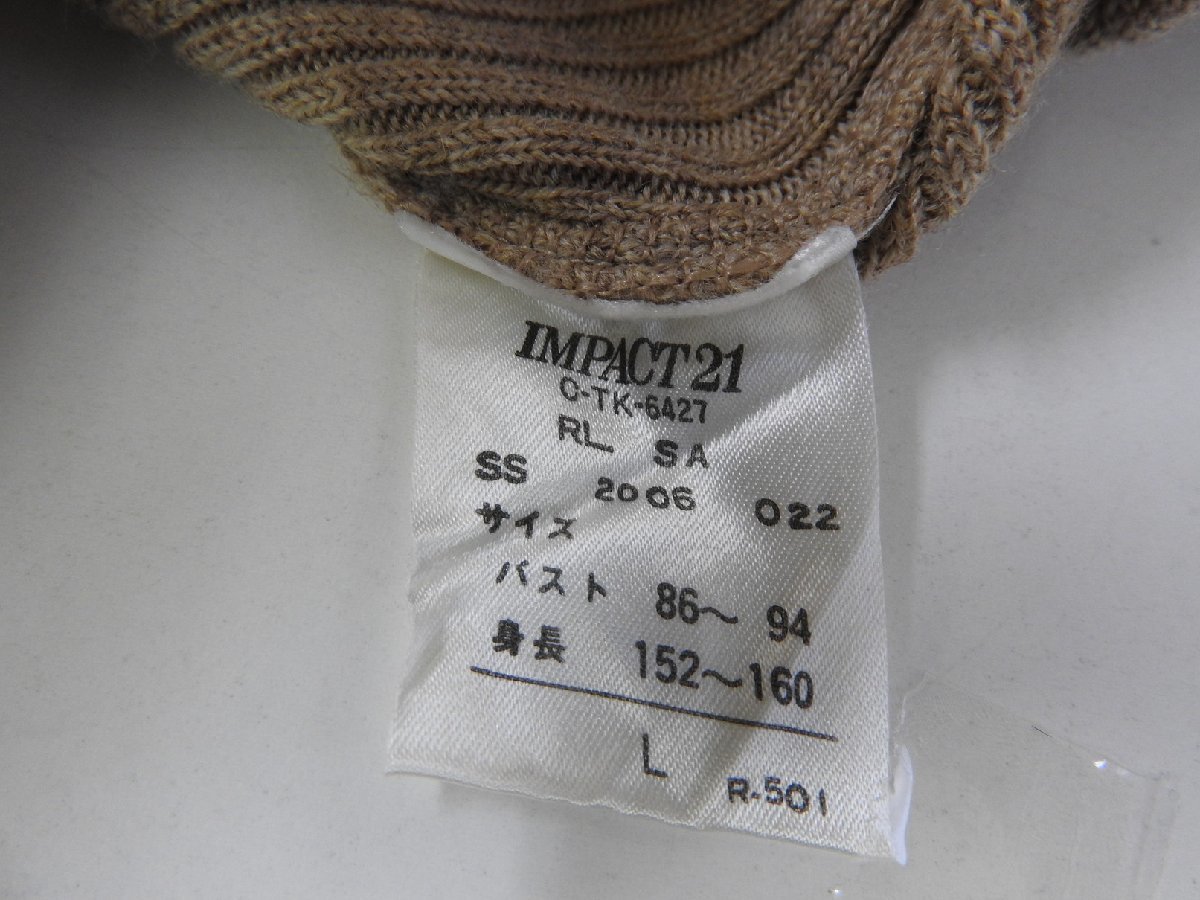 IMPACT21
C-TK-6A27
RL SA
SS 2006 022
サイズ
バスト 86～ 94
身長 152～160
L
R-501